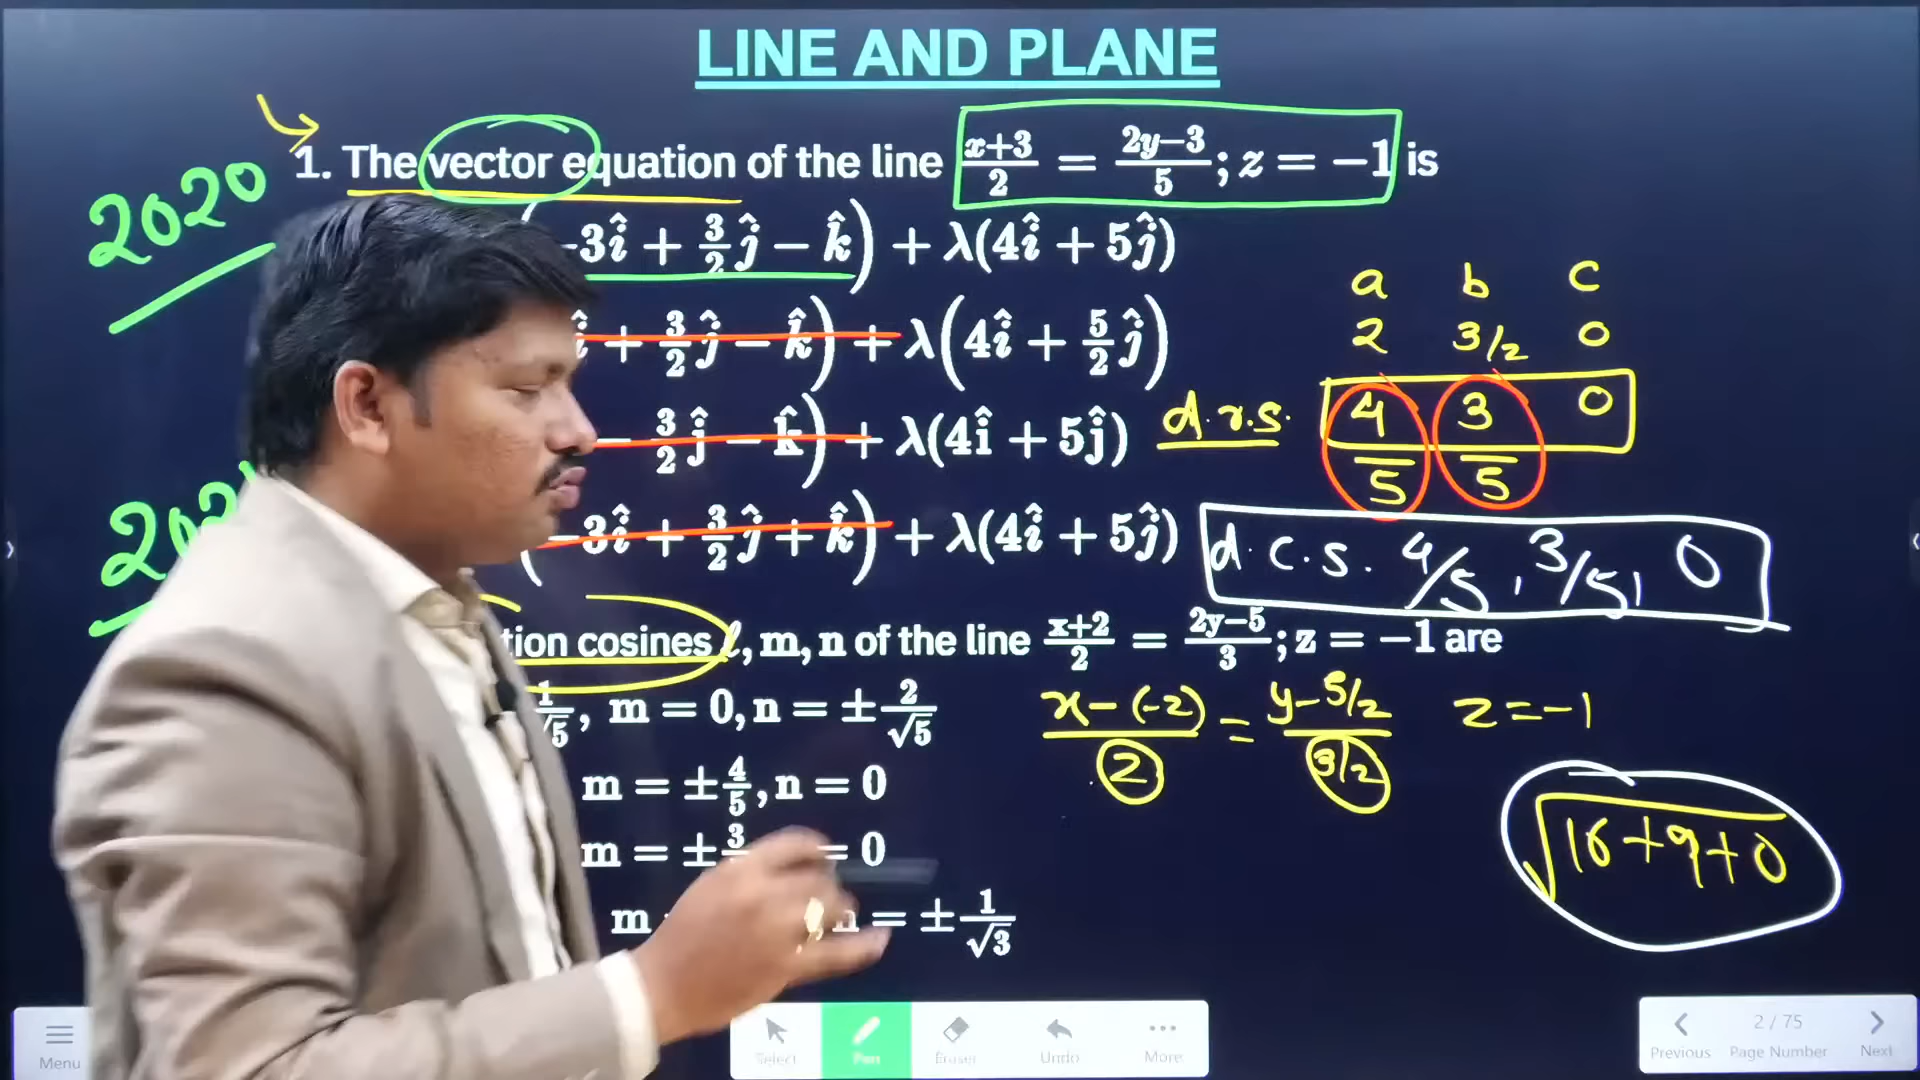 LINE AND PLANE
2020
1. The vector equation of the line x+3/2 = 2y−3/5 ; z = −1 is
-3î + 3/2 ĵ − k̂) + λ(4î + 5ĵ)
î + 3/2 ĵ − k̂) + λ(4î + 5/2 ĵ)
− 3/2 ĵ − k̂) + λ(4î + 5ĵ)
(−3î + 3/2 ĵ + k̂) + λ(4î + 5ĵ)
a b c
2 3/2 0
d.r.s. 4 3 0
5 5
d.c.s. 4/5, 3/5, 0
tion cosines ℓ, m, n of the line x+2/2 = 2y−5/3 ; z = −1 are
1/√5, m = 0, n = ± 2/√5
m = ± 4/5, n = 0
m = ± 3 = 0
m n = ± 1/√3
x-(-2)/2 = y-5/2 / 3/2 z=-1
√16+9+0
Menu
Select Pen Eraser Undo More
Previous 2 / 75 Page Number Next